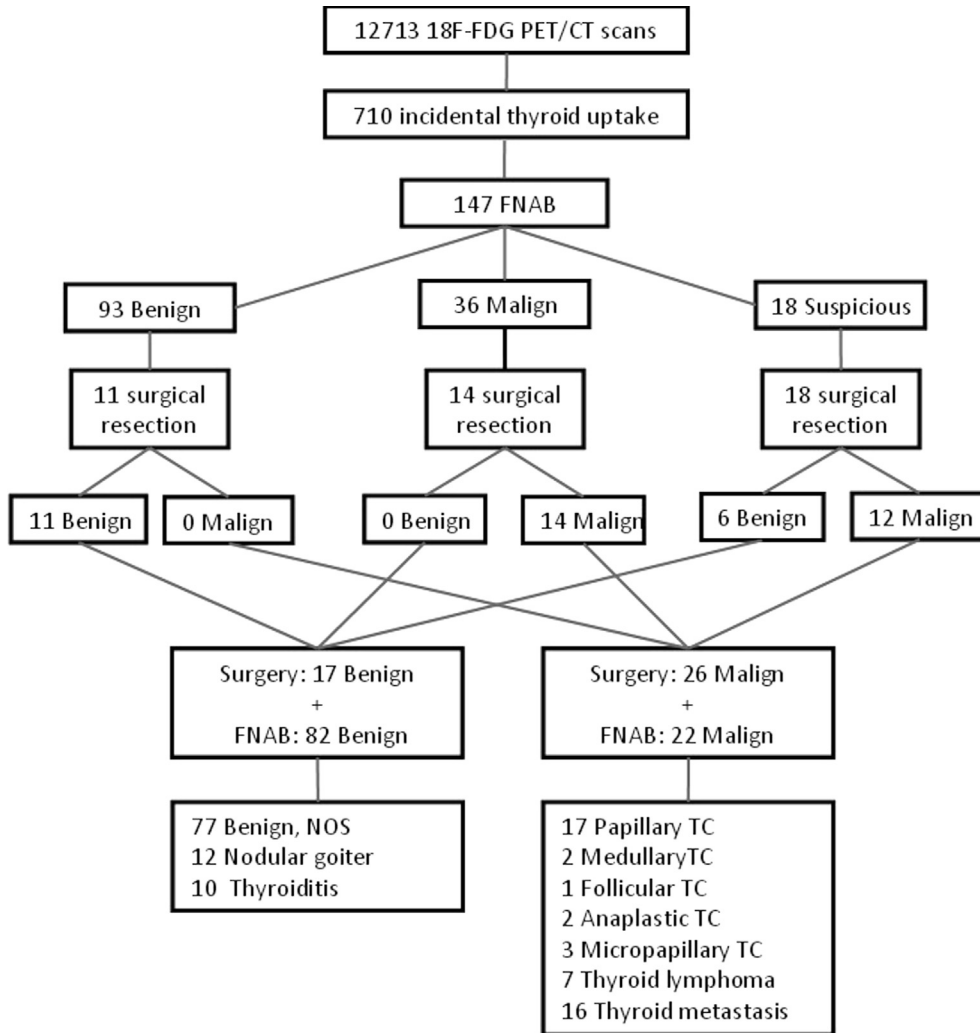 12713 18F-FDG PET/CT scans
710 incidental thyroid uptake
147 FNAB
93 Benign
36 Malign
18 Suspicious
11 surgical
resection
14 surgical
resection
18 surgical
resection
11 Benign
0 Malign
0 Benign
14 Malign
6 Benign
12 Malign
Surgery: 17 Benign
+
FNAB: 82 Benign
Surgery: 26 Malign
+
FNAB: 22 Malign
77 Benign, NOS
12 Nodular goiter
10 Thyroiditis
17 Papillary TC
2 MedullaryTC
1 Follicular TC
2 Anaplastic TC
3 Micropapillary TC
7 Thyroid lymphoma
16 Thyroid metastasis